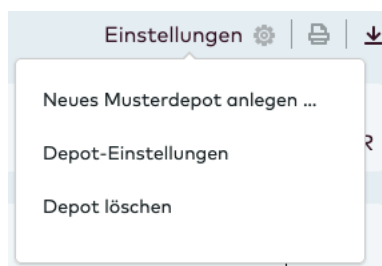 Einstellungen
Neues Musterdepot anlegen ...
R
Depot-Einstellungen
Depot löschen